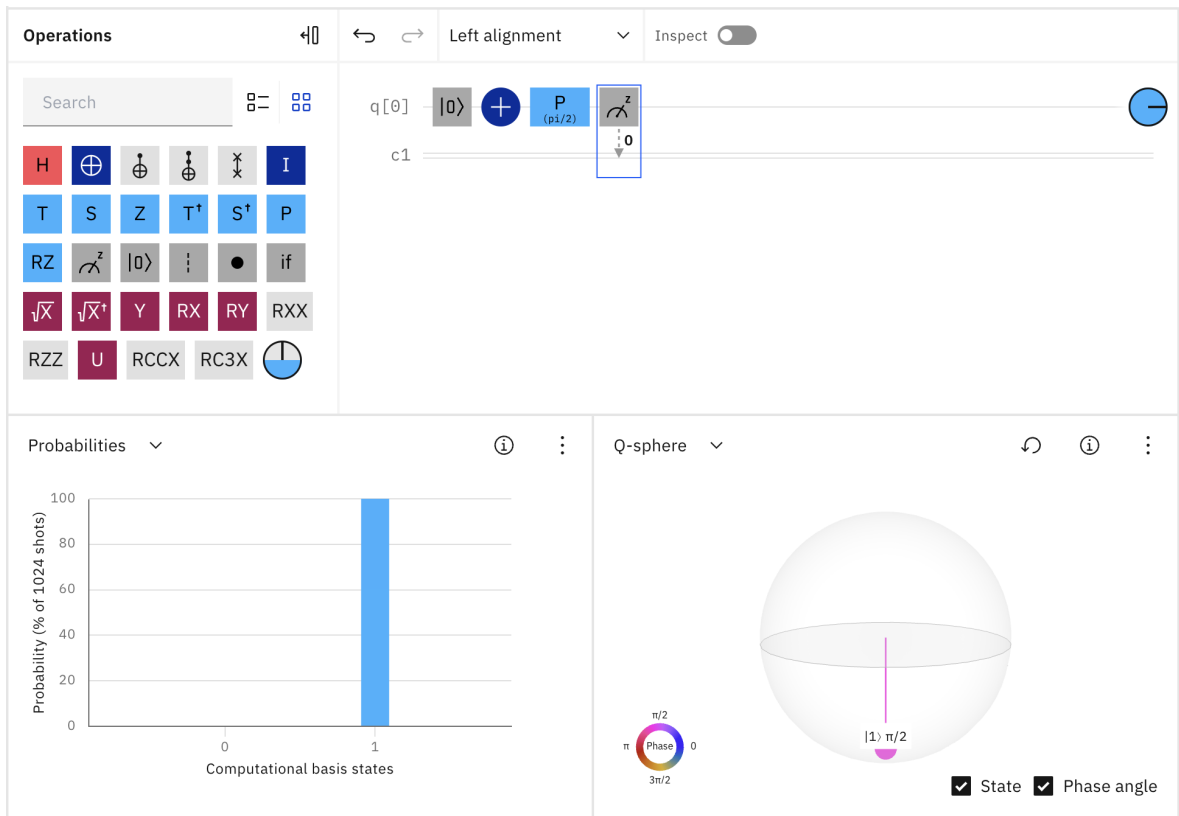 Operations
Left alignment
Inspect
Search
q[0] |0⟩ + P (pi/2) z
0
c1
H I
T S Z T† S† P
RZ z |0⟩ if
√X √X† Y RX RY RXX
RZZ U RCCX RC3X
Probabilities
Probability (% of 1024 shots)
100
80
60
40
20
0
0 1
Computational basis states
Q-sphere
|1⟩ π/2
π/2
π Phase 0
3π/2
State Phase angle